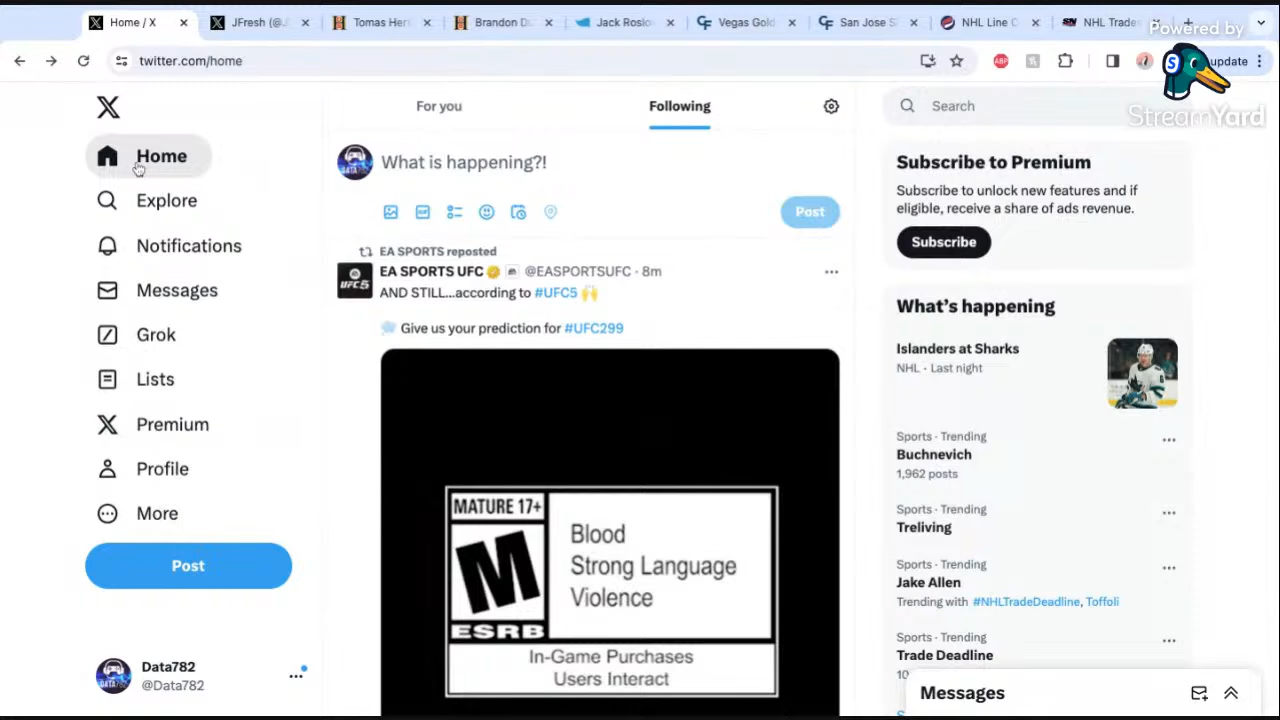 Home / X
JFresh (@J
Tomas Her
Brandon D
Jack Roslo
Vegas Gold
San Jose S
NHL Line C
NHL Trade
Powered by
twitter.com/home
ABP
update
StreamYard
For you
Following
Search
Home
Explore
Notifications
Messages
Grok
Lists
Premium
Profile
More
Post
Data782
@Data782
What is happening?!
GIF
Post
EA SPORTS reposted
EA SPORTS UFC @EASPORTSUFC · 8m
AND STILL...according to #UFC5
Give us your prediction for #UFC299
MATURE 17+
M
ESRB
Blood
Strong Language
Violence
In-Game Purchases
Users Interact
Subscribe to Premium
Subscribe to unlock new features and if
eligible, receive a share of ads revenue.
Subscribe
What's happening
Islanders at Sharks
NHL · Last night
Sports · Trending
Buchnevich
1,962 posts
Sports · Trending
Treliving
Sports · Trending
Jake Allen
Trending with #NHLTradeDeadline, Toffoli
Sports · Trending
Trade Deadline
Messages